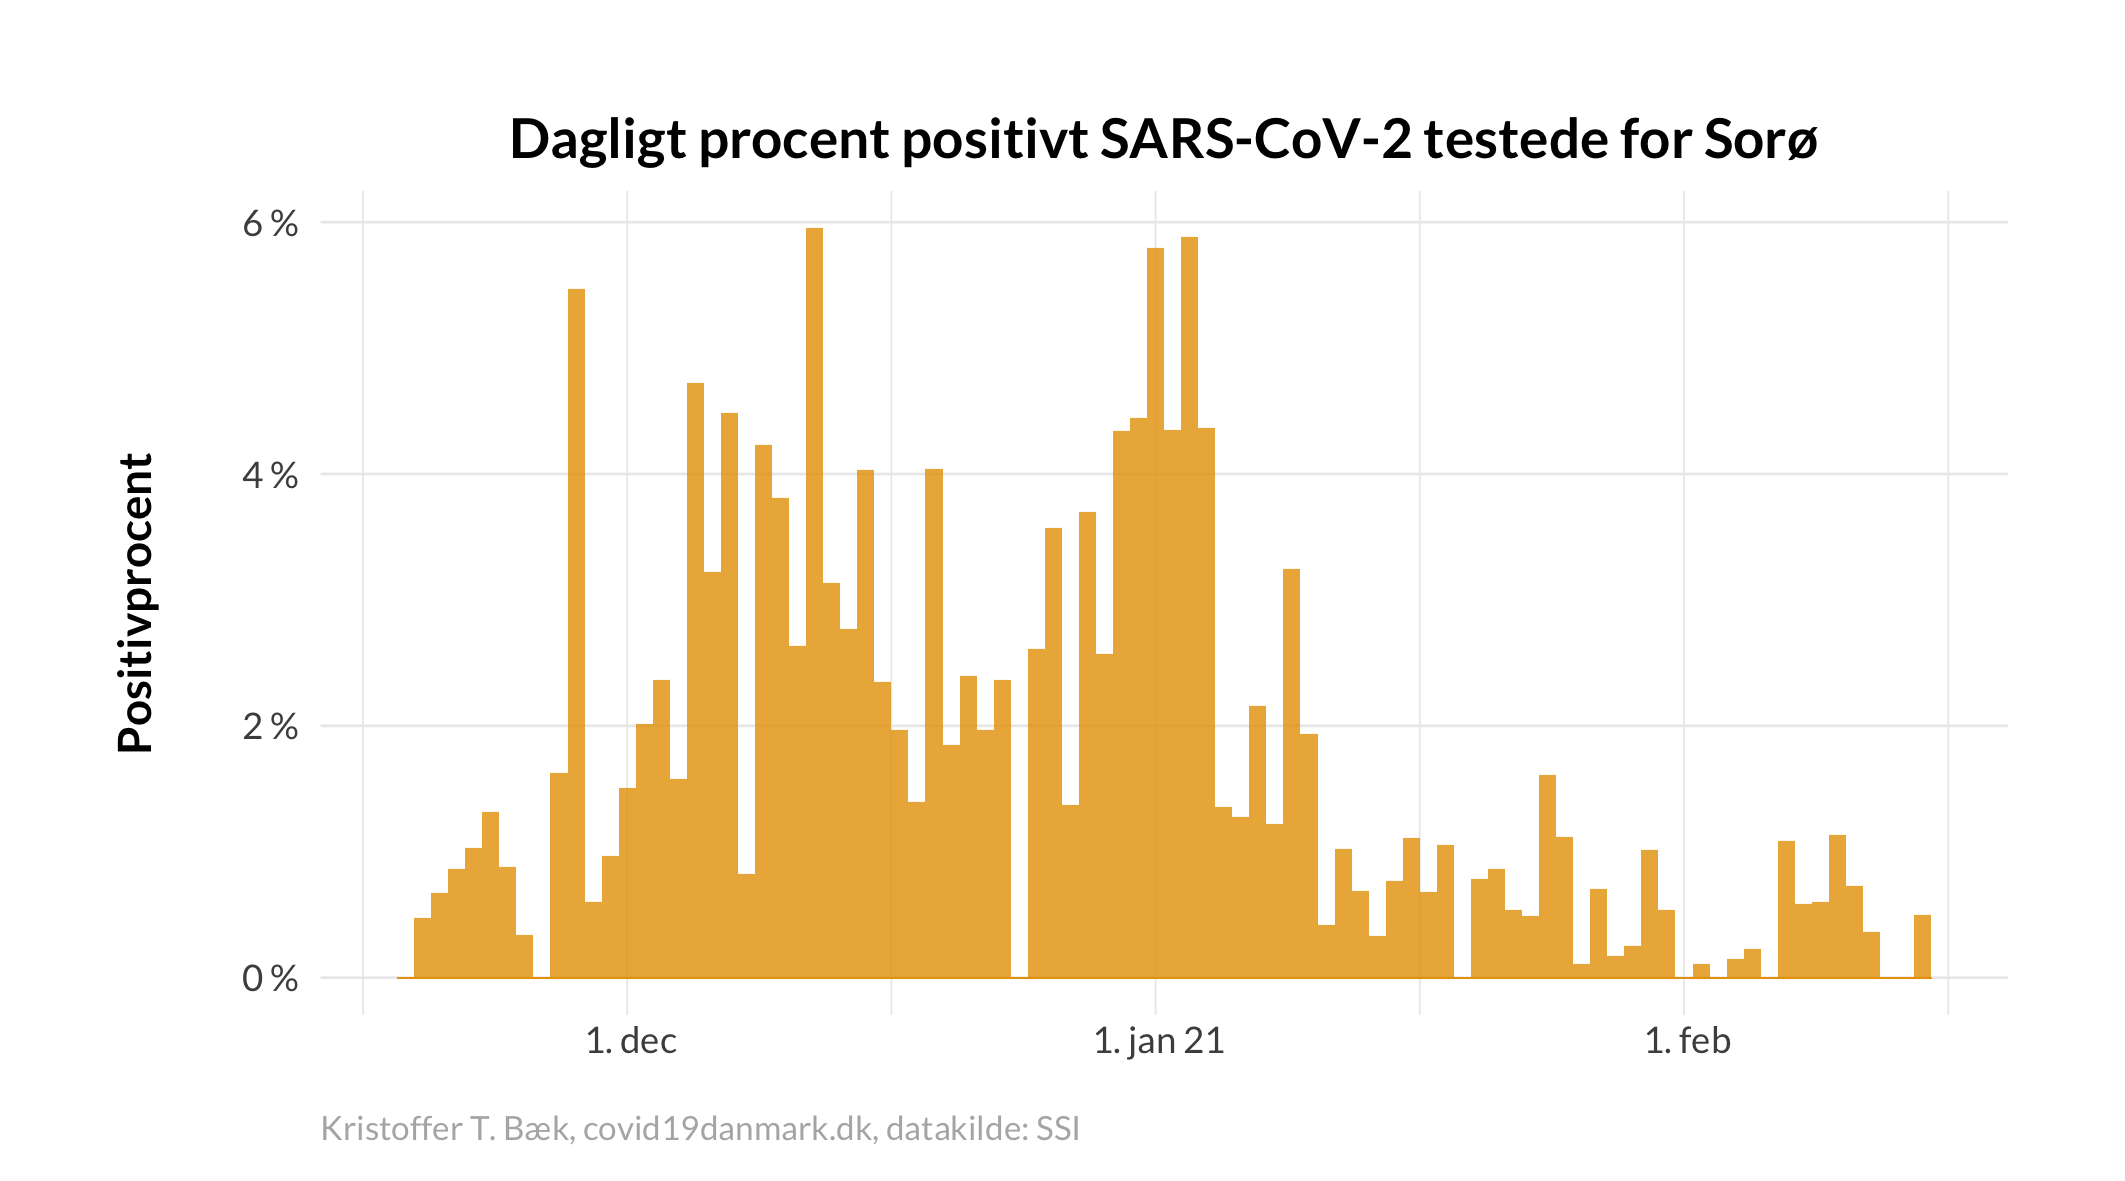 Dagligt procent positivt SARS-CoV-2 testede for Sorø
6 %
4 %
2 %
0 %
Positivprocent
1. dec
1. jan 21
1. feb
Kristoffer T. Bæk, covid19danmark.dk, datakilde: SSI